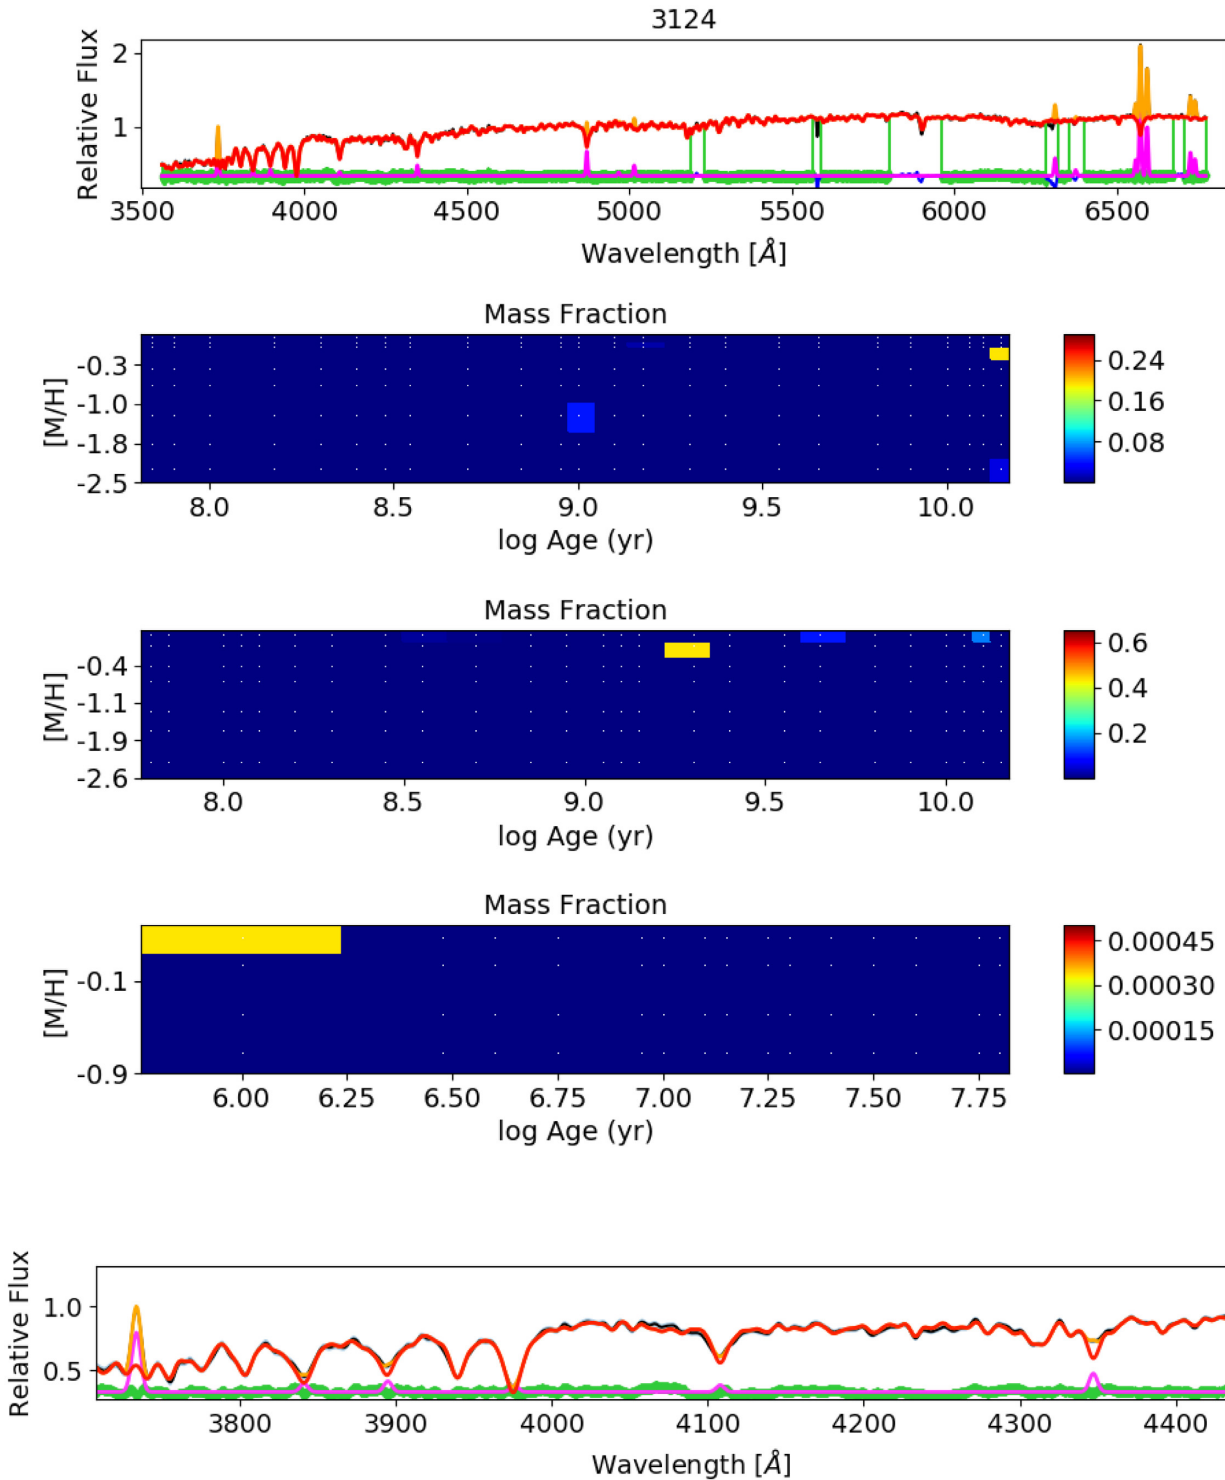 3124
Relative Flux
2
1
3500 4000 4500 5000 5500 6000 6500
Wavelength [Å]
Mass Fraction
[M/H]
-0.3
-1.0
-1.8
-2.5
0.24
0.16
0.08
8.0 8.5 9.0 9.5 10.0
log Age (yr)
Mass Fraction
[M/H]
-0.4
-1.1
-1.9
-2.6
0.6
0.4
0.2
8.0 8.5 9.0 9.5 10.0
log Age (yr)
Mass Fraction
[M/H]
-0.1
-0.9
0.00045
0.00030
0.00015
6.00 6.25 6.50 6.75 7.00 7.25 7.50 7.75
log Age (yr)
Relative Flux
1.0
0.5
3800 3900 4000 4100 4200 4300 4400
Wavelength [Å]